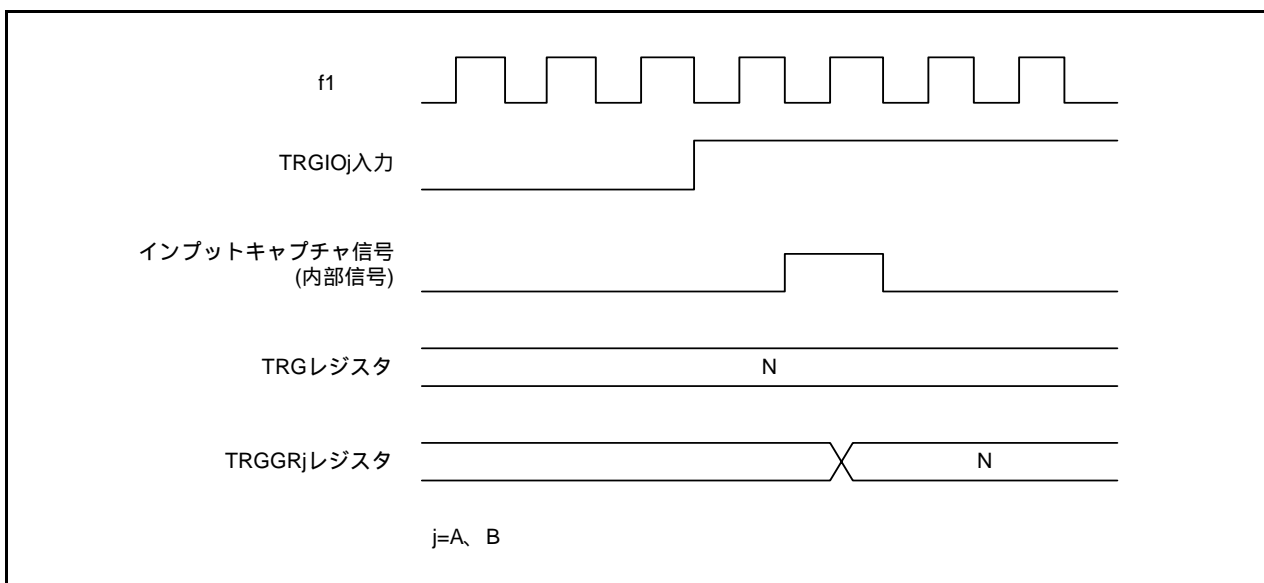 f1
TRGIOj入力
インプットキャプチャ信号
(内部信号)
TRGレジスタ
N
TRGGRjレジスタ
N
j=A、B